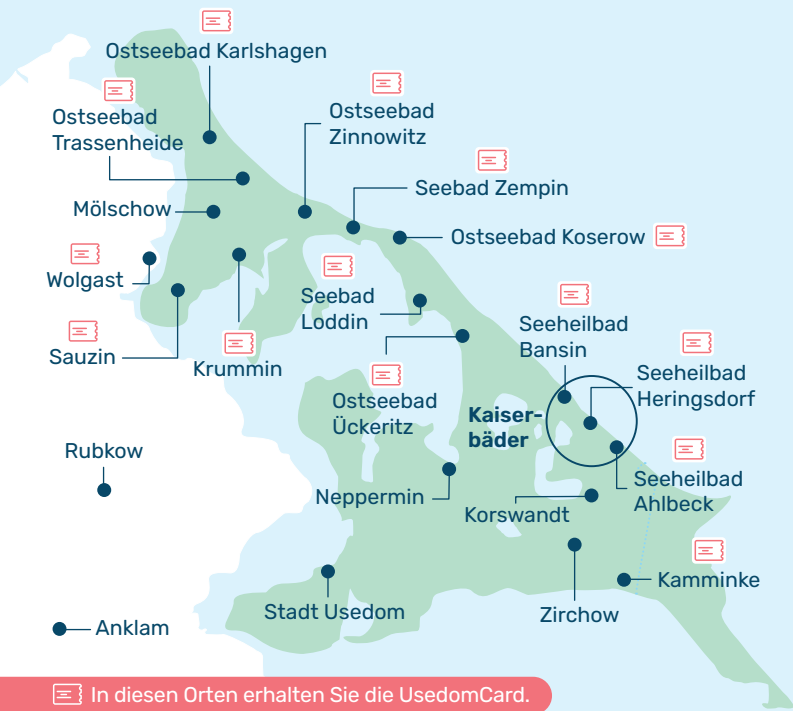 Ostseebad Karlshagen
Ostseebad
Trassenheide
Ostseebad
Zinnowitz
Seebad Zempin
Mölschow
Ostseebad Koserow
Wolgast
Seebad
Loddin
Seeheilbad
Bansin
Sauzin
Krummin
Seeheilbad
Heringsdorf
Ostseebad
Ückeritz
Kaiser-
bäder
Rubkow
Seeheilbad
Ahlbeck
Neppermin
Korswandt
Kamminke
Stadt Usedom
Zirchow
Anklam
In diesen Orten erhalten Sie die UsedomCard.